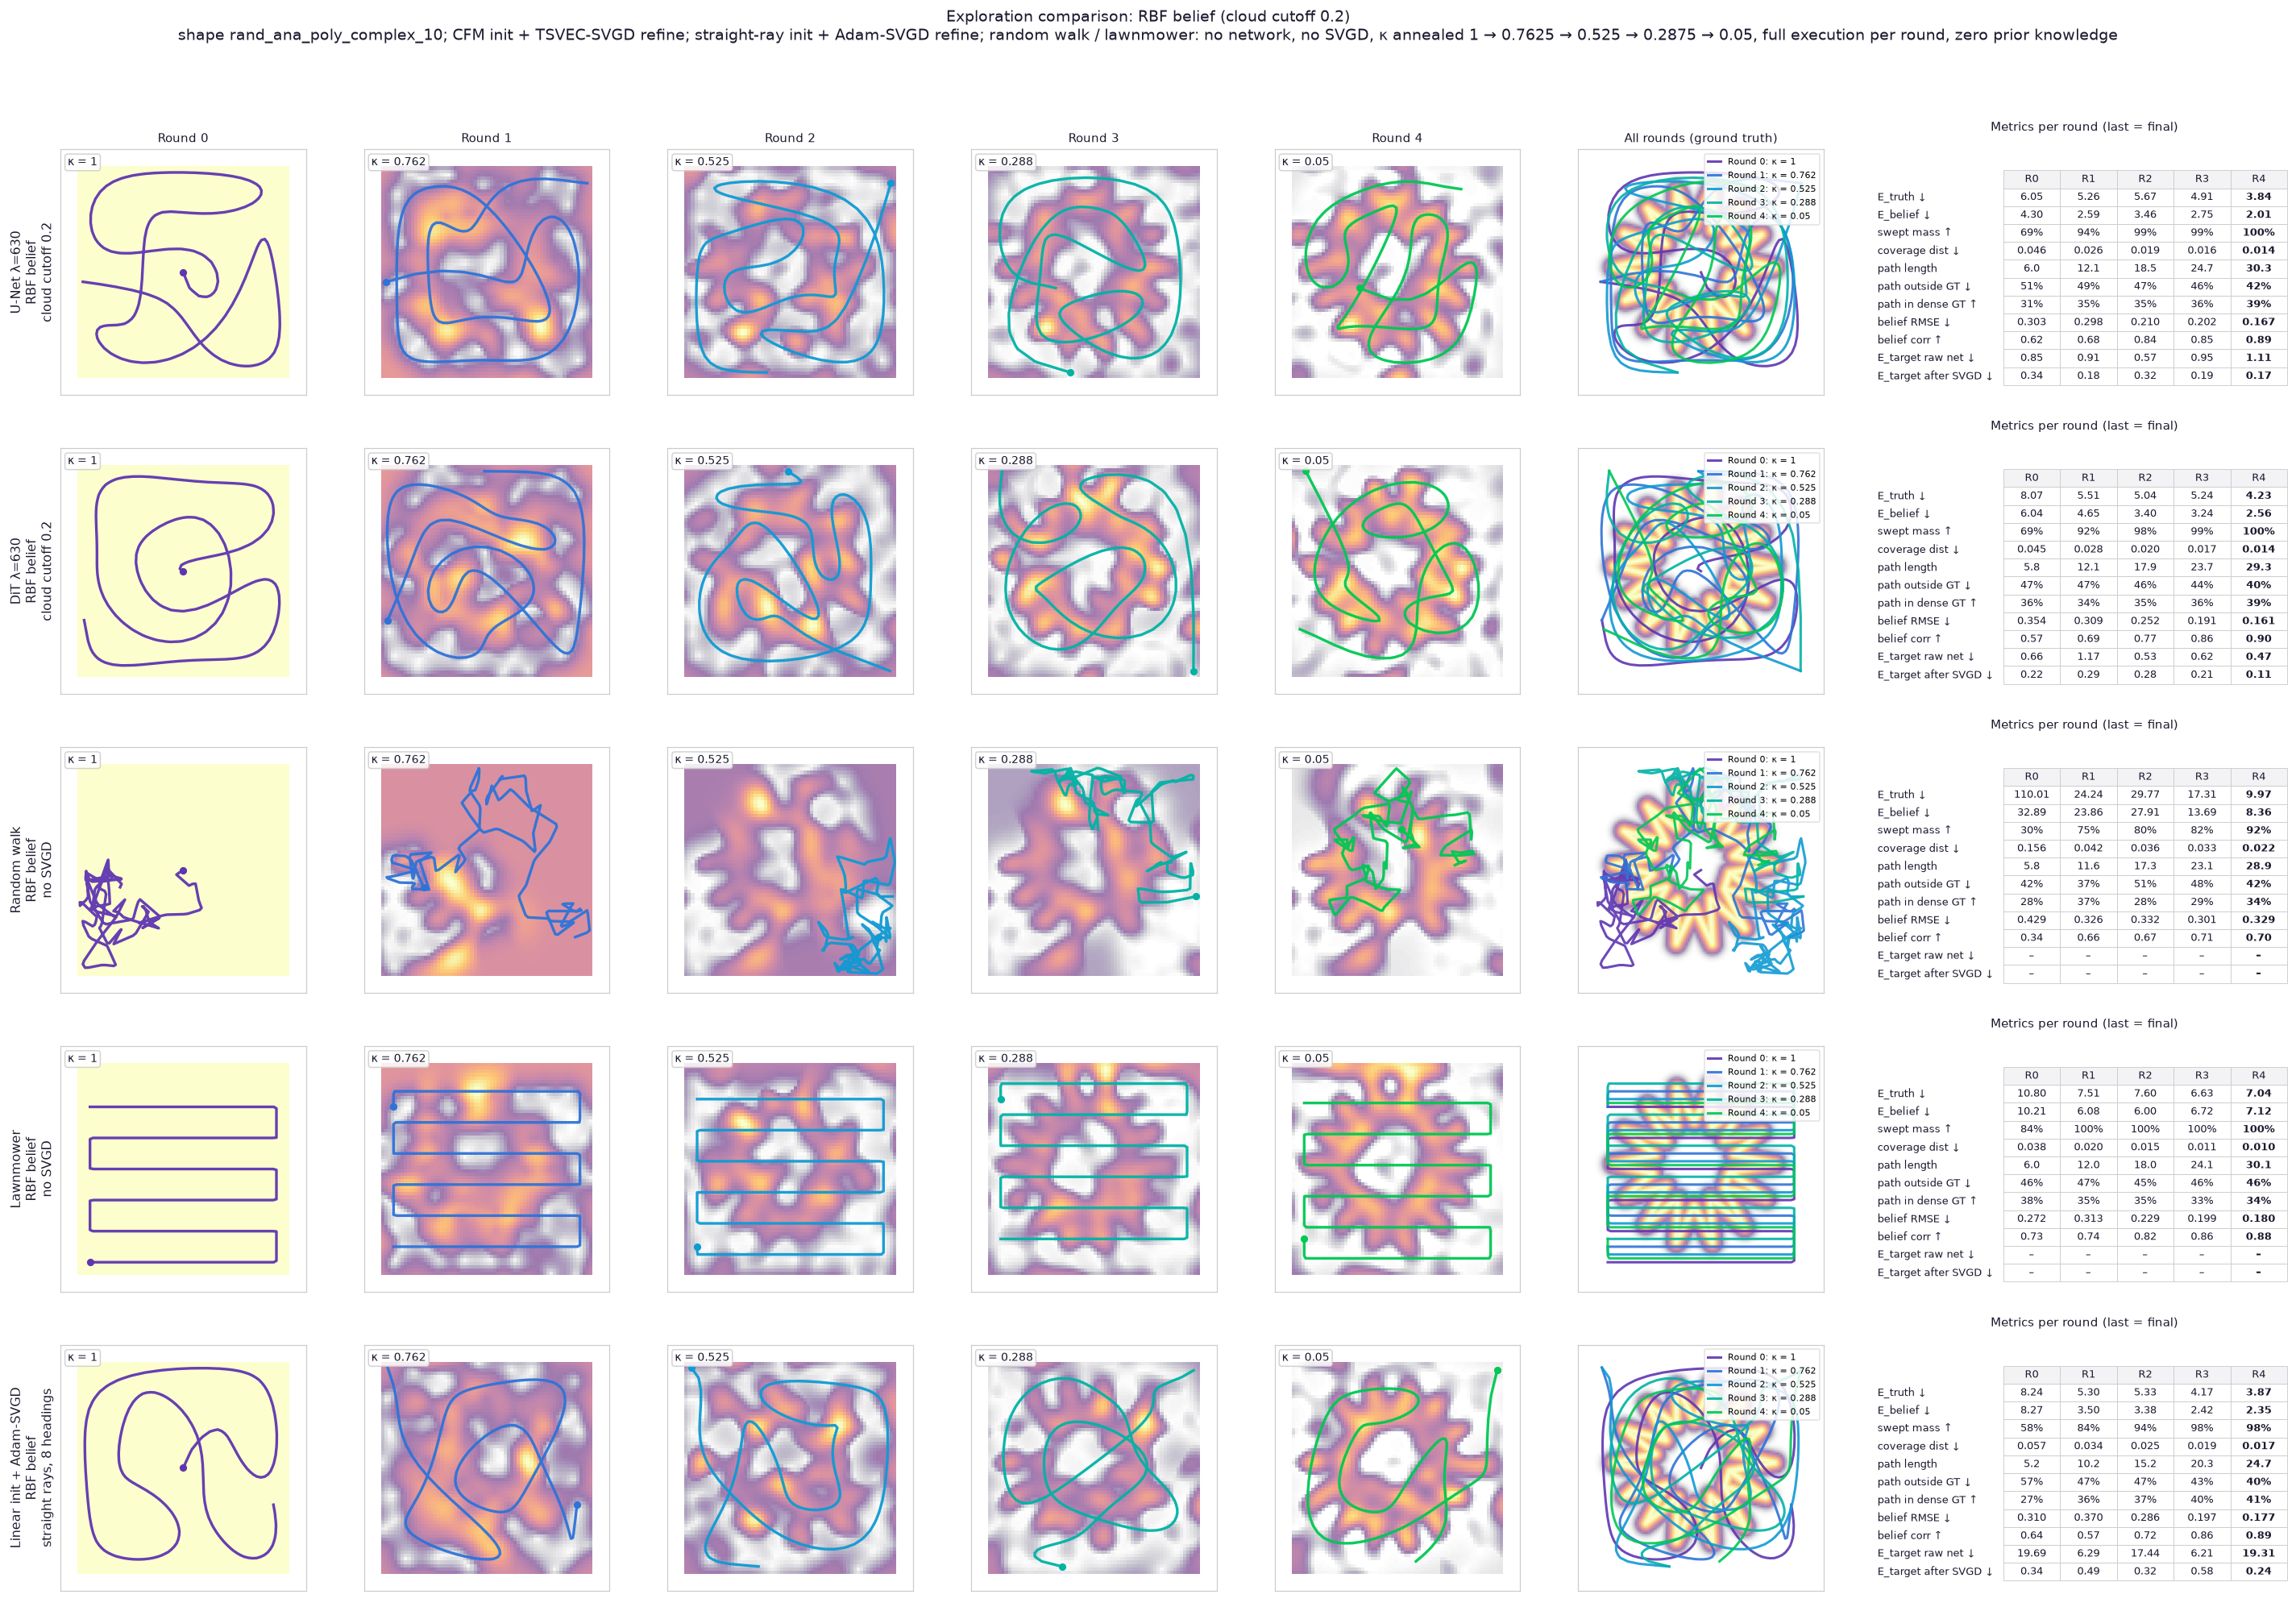 Exploration comparison: RBF belief (cloud cutoff 0.2)
shape rand_ana_poly_complex_10; CFM init + TSVEC-SVGD refine; straight-ray init + Adam-SVGD refine; random walk / lawnmower: no network, no SVGD, κ annealed 1 → 0.7625 → 0.525 → 0.2875 → 0.05, full execution per round, zero prior knowledge
Round 0
Round 1
Round 2
Round 3
Round 4
All rounds (ground truth)
Metrics per round (last = final)
U-Net λ=630
RBF belief
cloud cutoff 0.2
κ = 1
κ = 0.762
κ = 0.525
κ = 0.288
κ = 0.05
Round 0: κ = 1
Round 1: κ = 0.762
Round 2: κ = 0.525
Round 3: κ = 0.288
Round 4: κ = 0.05
R0 R1 R2 R3 R4
E_truth ↓ 6.05 5.26 5.67 4.91 3.84
E_belief ↓ 4.30 2.59 3.46 2.75 2.01
swept mass ↑ 69% 94% 99% 99% 100%
coverage dist ↓ 0.046 0.026 0.019 0.016 0.014
path length 6.0 12.1 18.5 24.7 30.3
path outside GT ↓ 51% 49% 47% 46% 42%
path in dense GT ↑ 31% 35% 35% 36% 39%
belief RMSE ↓ 0.303 0.298 0.210 0.202 0.167
belief corr ↑ 0.62 0.68 0.84 0.85 0.89
E_target raw net ↓ 0.85 0.91 0.57 0.95 1.11
E_target after SVGD ↓ 0.34 0.18 0.32 0.19 0.17
Metrics per round (last = final)
DiT λ=630
RBF belief
cloud cutoff 0.2
κ = 1
κ = 0.762
κ = 0.525
κ = 0.288
κ = 0.05
Round 0: κ = 1
Round 1: κ = 0.762
Round 2: κ = 0.525
Round 3: κ = 0.288
Round 4: κ = 0.05
R0 R1 R2 R3 R4
E_truth ↓ 8.07 5.51 5.04 5.24 4.23
E_belief ↓ 6.04 4.65 3.40 3.24 2.56
swept mass ↑ 69% 92% 98% 99% 100%
coverage dist ↓ 0.045 0.028 0.020 0.017 0.014
path length 5.8 12.1 17.9 23.7 29.3
path outside GT ↓ 47% 47% 46% 44% 40%
path in dense GT ↑ 36% 34% 35% 36% 39%
belief RMSE ↓ 0.354 0.309 0.252 0.191 0.161
belief corr ↑ 0.57 0.69 0.77 0.86 0.90
E_target raw net ↓ 0.66 1.17 0.53 0.62 0.47
E_target after SVGD ↓ 0.22 0.29 0.28 0.21 0.11
Metrics per round (last = final)
Random walk
RBF belief
no SVGD
κ = 1
κ = 0.762
κ = 0.525
κ = 0.288
κ = 0.05
Round 0: κ = 1
Round 1: κ = 0.762
Round 2: κ = 0.525
Round 3: κ = 0.288
Round 4: κ = 0.05
R0 R1 R2 R3 R4
E_truth ↓ 110.01 24.24 29.77 17.31 9.97
E_belief ↓ 32.89 23.86 27.91 13.69 8.36
swept mass ↑ 30% 75% 80% 82% 92%
coverage dist ↓ 0.156 0.042 0.036 0.033 0.022
path length 5.8 11.6 17.3 23.1 28.9
path outside GT ↓ 42% 37% 51% 48% 42%
path in dense GT ↑ 28% 37% 28% 29% 34%
belief RMSE ↓ 0.429 0.326 0.332 0.301 0.329
belief corr ↑ 0.34 0.66 0.67 0.71 0.70
E_target raw net ↓ – – – – –
E_target after SVGD ↓ – – – – –
Metrics per round (last = final)
Lawnmower
RBF belief
no SVGD
κ = 1
κ = 0.762
κ = 0.525
κ = 0.288
κ = 0.05
Round 0: κ = 1
Round 1: κ = 0.762
Round 2: κ = 0.525
Round 3: κ = 0.288
Round 4: κ = 0.05
R0 R1 R2 R3 R4
E_truth ↓ 10.80 7.51 7.60 6.63 7.04
E_belief ↓ 10.21 6.08 6.00 6.72 7.12
swept mass ↑ 84% 100% 100% 100% 100%
coverage dist ↓ 0.038 0.020 0.015 0.011 0.010
path length 6.0 12.0 18.0 24.1 30.1
path outside GT ↓ 46% 47% 45% 46% 46%
path in dense GT ↑ 38% 35% 35% 33% 34%
belief RMSE ↓ 0.272 0.313 0.229 0.199 0.180
belief corr ↑ 0.73 0.74 0.82 0.86 0.88
E_target raw net ↓ – – – – –
E_target after SVGD ↓ – – – – –
Metrics per round (last = final)
Linear init + Adam-SVGD
RBF belief
straight rays, 8 headings
κ = 1
κ = 0.762
κ = 0.525
κ = 0.288
κ = 0.05
Round 0: κ = 1
Round 1: κ = 0.762
Round 2: κ = 0.525
Round 3: κ = 0.288
Round 4: κ = 0.05
R0 R1 R2 R3 R4
E_truth ↓ 8.24 5.30 5.33 4.17 3.87
E_belief ↓ 8.27 3.50 3.38 2.42 2.35
swept mass ↑ 58% 84% 94% 98% 98%
coverage dist ↓ 0.057 0.034 0.025 0.019 0.017
path length 5.2 10.2 15.2 20.3 24.7
path outside GT ↓ 57% 47% 47% 43% 40%
path in dense GT ↑ 27% 36% 37% 40% 41%
belief RMSE ↓ 0.310 0.370 0.286 0.197 0.177
belief corr ↑ 0.64 0.57 0.72 0.86 0.89
E_target raw net ↓ 19.69 6.29 17.44 6.21 19.31
E_target after SVGD ↓ 0.34 0.49 0.32 0.58 0.24